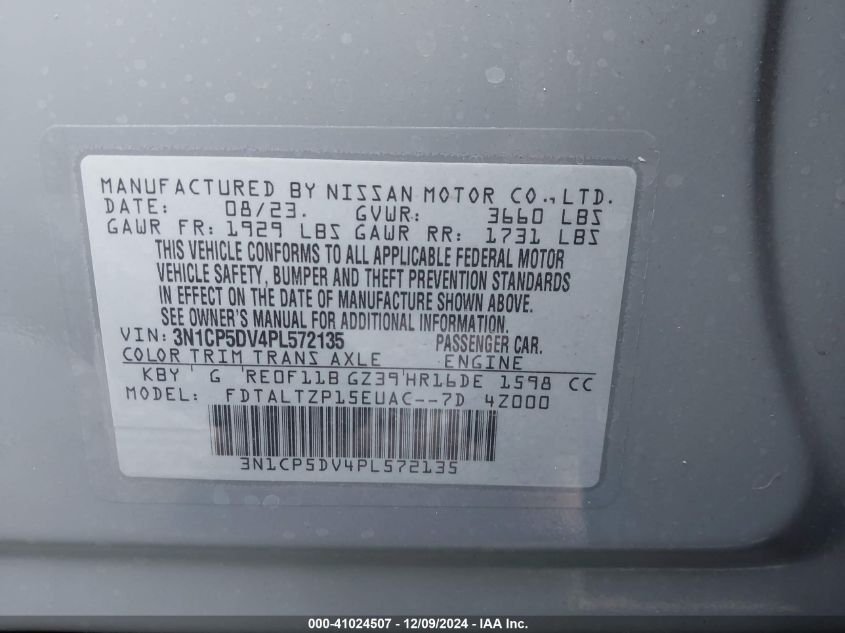 MANUFACTURED BY NISSAN MOTOR CO., LTD.
DATE: 08/23. GVWR: 3660 LBS
GAWR FR: 1929 LBS GAWR RR: 1731 LBS
THIS VEHICLE CONFORMS TO ALL APPLICABLE FEDERAL MOTOR
VEHICLE SAFETY, BUMPER AND THEFT PREVENTION STANDARDS
IN EFFECT ON THE DATE OF MANUFACTURE SHOWN ABOVE.
SEE OWNER'S MANUAL FOR ADDITIONAL INFORMATION.
VIN: 3N1CP5DV4PL572135 PASSENGER CAR.
COLOR TRIM TRANS AXLE ENGINE
KBY G RE0F11B GZ39 HR16DE 1598 CC
MODEL: FDTALTZP15EUAC--7D 4Z000
3N1CP5DV4PL572135
000-41024507 - 12/09/2024 - IAA Inc.